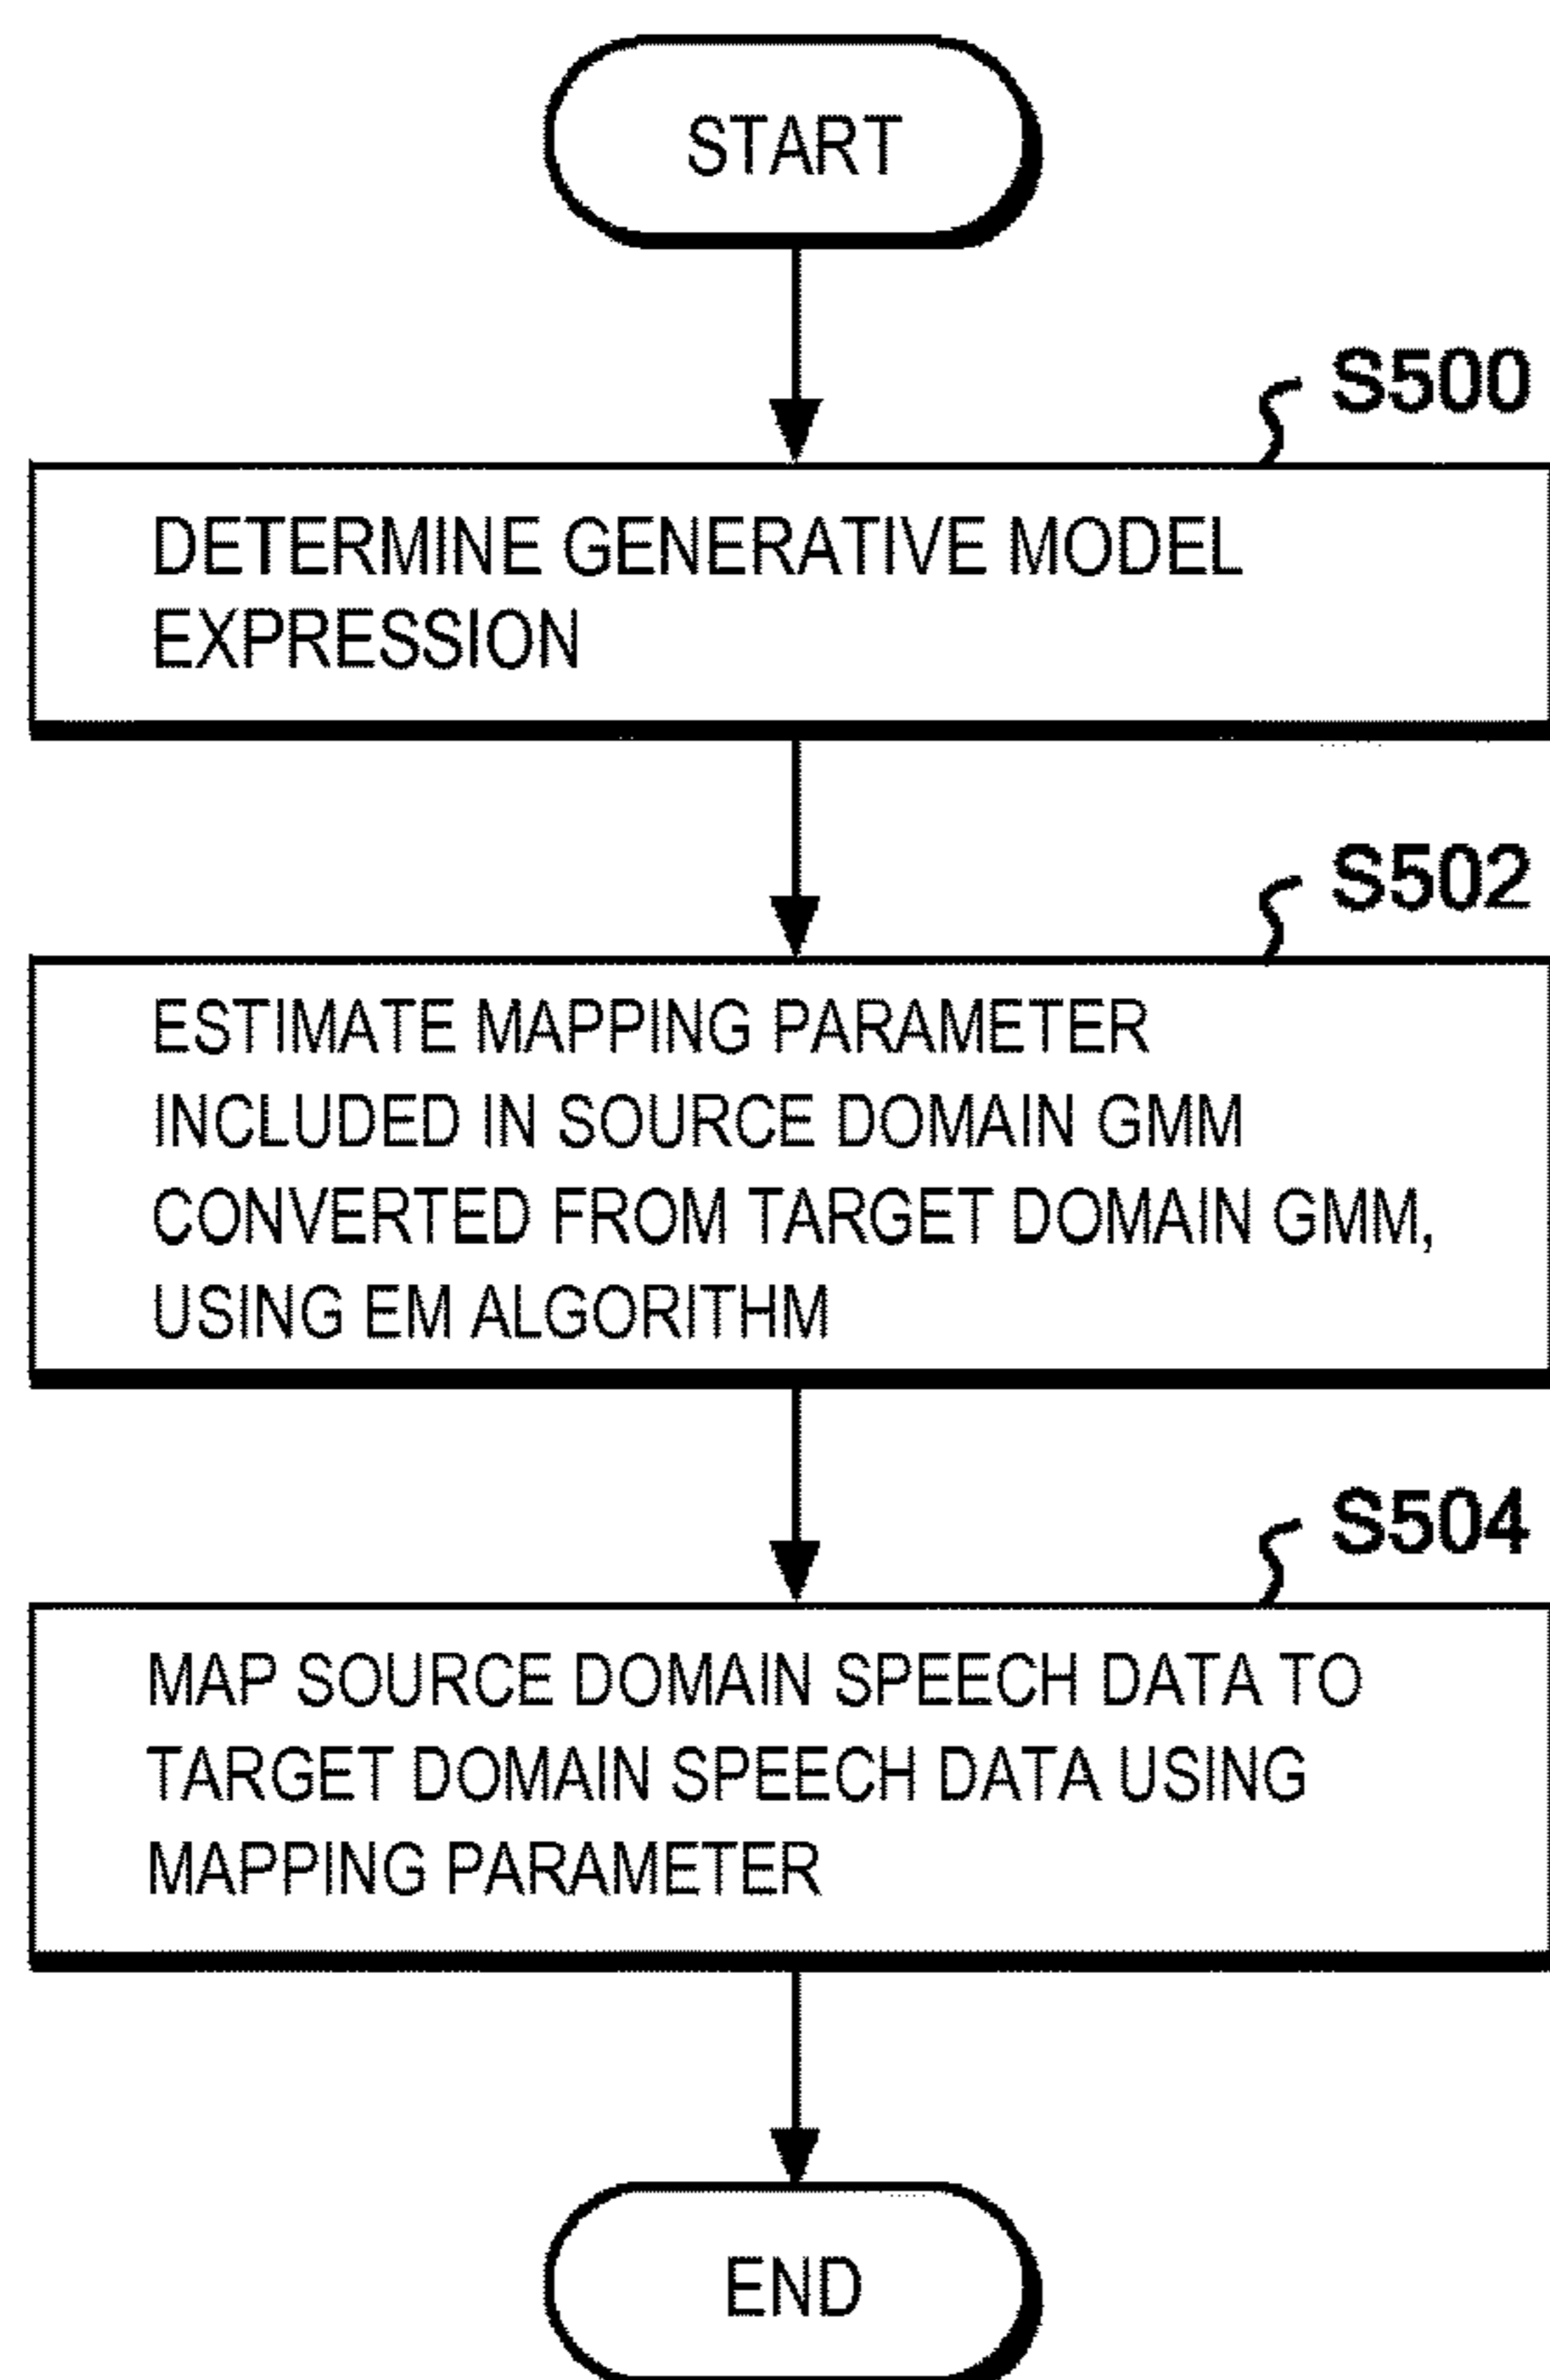 START
S500
DETERMINE GENERATIVE MODEL
EXPRESSION
S502
ESTIMATE MAPPING PARAMETER
INCLUDED IN SOURCE DOMAIN GMM
CONVERTED FROM TARGET DOMAIN GMM,
USING EM ALGORITHM
S504
MAP SOURCE DOMAIN SPEECH DATA TO
TARGET DOMAIN SPEECH DATA USING
MAPPING PARAMETER
END